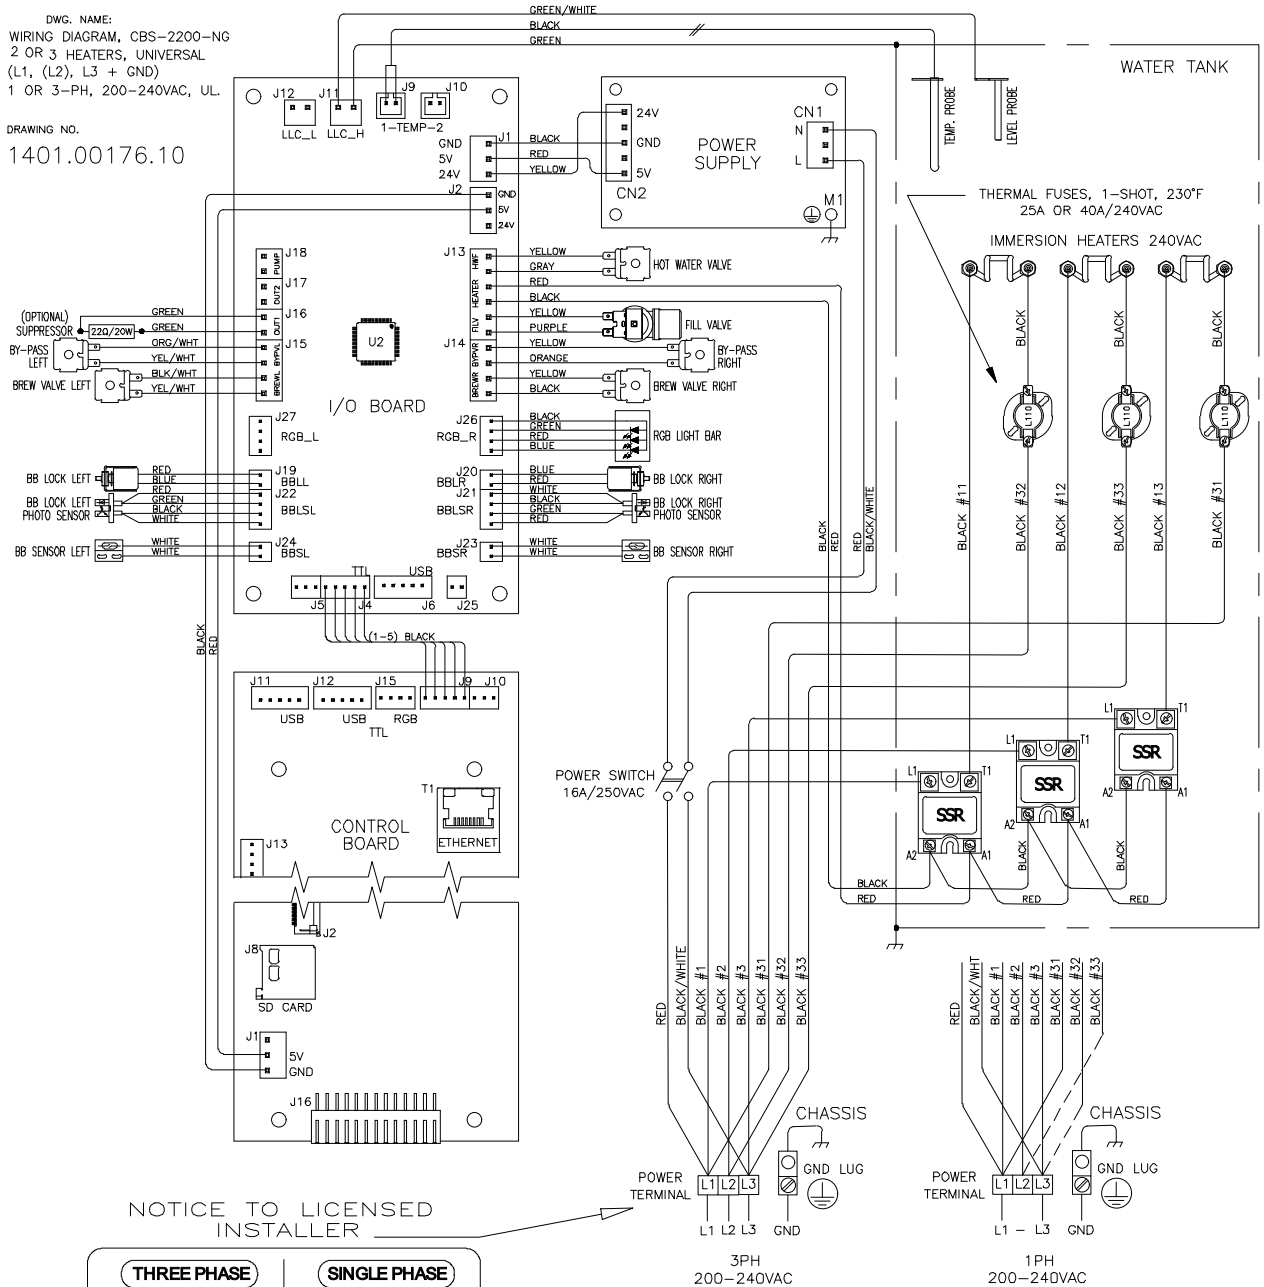 DWG. NAME:
WIRING DIAGRAM, CBS-2200-NG
2 OR 3 HEATERS, UNIVERSAL
(L1, (L2), L3 + GND)
1 OR 3-PH, 200-240VAC, UL.
DRAWING NO.
1401.00176.10
GREEN/WHITE
BLACK
GREEN
WATER TANK
TEMP. PROBE
LEVEL PROBE
J12
J11
J9
J10
LLC_L
LLC_H
1-TEMP-2
J1
GND
5V
24V
BLACK
RED
YELLOW
J2
GND
5V
24V
24V
GND
5V
CN2
POWER
SUPPLY
CN1
N
L
M1
THERMAL FUSES, 1-SHOT, 230°F
25A OR 40A/240VAC
IMMERSION HEATERS 240VAC
J18
PUMP
J17
OUT2
J16
OUT1
J15
BYPVL
BREWL
J13
HWF
HEATER
FILV
J14
BYPVR
BREWR
YELLOW
GRAY
RED
BLACK
YELLOW
PURPLE
YELLOW
ORANGE
YELLOW
BLACK
HOT WATER VALVE
FILL VALVE
BY-PASS
RIGHT
BREW VALVE RIGHT
(OPTIONAL)
SUPPRESSOR
22Ω/20W
GREEN
GREEN
BY-PASS
LEFT
ORG/WHT
YEL/WHT
BREW VALVE LEFT
BLK/WHT
YEL/WHT
U2
I/O BOARD
J27
RGB_L
J26
RGB_R
BLACK
GREEN
RED
BLUE
RGB LIGHT BAR
BB LOCK LEFT
RED
BLUE
J19
BBLL
BB LOCK LEFT
PHOTO SENSOR
RED
GREEN
BLACK
WHITE
J22
BBLSL
BB SENSOR LEFT
WHITE
WHITE
J24
BBSL
J20
BBLR
BLUE
RED
BB LOCK RIGHT
J21
BBLSR
WHITE
BLACK
GREEN
RED
BB LOCK RIGHT
PHOTO SENSOR
J23
BBSR
WHITE
WHITE
BB SENSOR RIGHT
TTL
USB
J5
J4
J6
J25
(1-5) BLACK
BLACK
RED
BLACK
RED
RED
BLACK/WHITE
BLACK
BLACK
BLACK
L110
L110
L110
BLACK #11
BLACK #32
BLACK #12
BLACK #33
BLACK #13
BLACK #31
J11
J12
J15
J9
J10
USB
USB
RGB
TTL
T1
ETHERNET
CONTROL
BOARD
J13
J2
J8
SD CARD
J1
5V
GND
J16
POWER SWITCH
16A/250VAC
L1
T1
SSR
A2
A1
L1
T1
SSR
A2
A1
L1
T1
SSR
A2
A1
BLACK
RED
BLACK
RED
BLACK
RED
RED
BLACK/WHITE
BLACK #1
BLACK #2
BLACK #3
BLACK #31
BLACK #32
BLACK #33
RED
BLACK/WHT
BLACK #1
BLACK #2
BLACK #3
BLACK #31
BLACK #32
BLACK #33
CHASSIS
GND LUG
POWER
TERMINAL
L1 L2 L3
L1 L2 L3 GND
3PH
200-240VAC
CHASSIS
GND LUG
POWER
TERMINAL
L1 L2 L3
L1 - L3 GND
1PH
200-240VAC
NOTICE TO LICENSED
INSTALLER
THREE PHASE
SINGLE PHASE